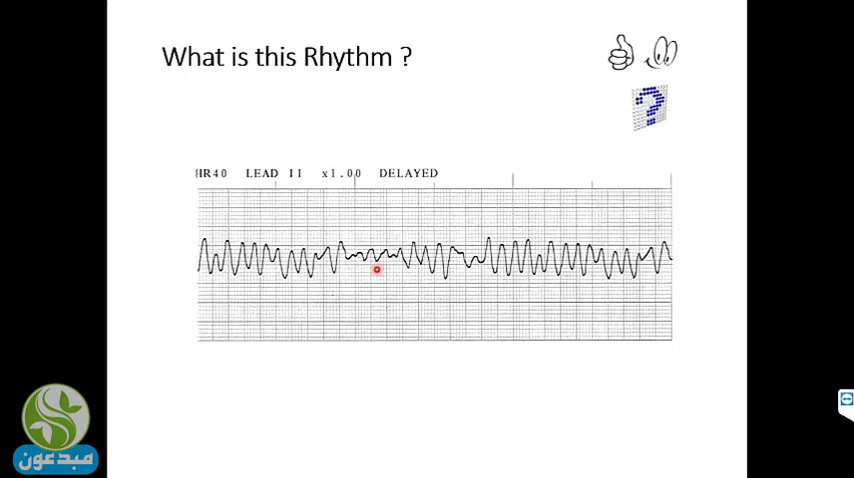 What is this Rhythm ?
?
HR40 LEAD II x1.00 DELAYED
مبدعون